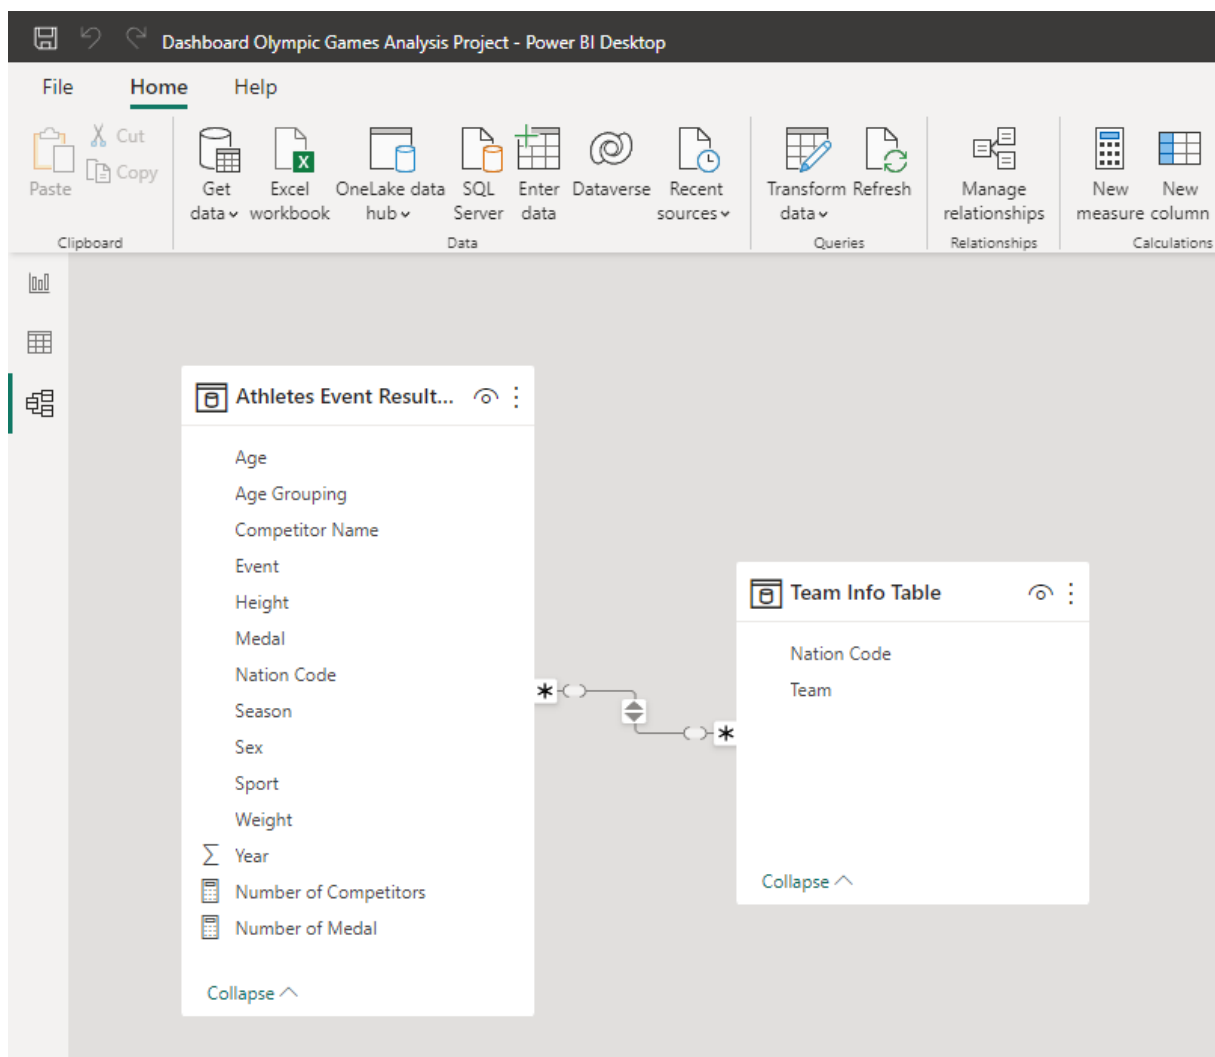 Dashboard Olympic Games Analysis Project - Power BI Desktop
File Home Help
Paste
Cut
Copy
Clipboard
Get data
Excel workbook
OneLake data hub
SQL Server
Enter data
Dataverse
Recent sources
Data
Transform data
Refresh
Queries
Manage relationships
Relationships
New measure
New column
Calculations
Athletes Event Result...
Age
Age Grouping
Competitor Name
Event
Height
Medal
Nation Code
Season
Sex
Sport
Weight
Σ Year
Number of Competitors
Number of Medal
Collapse
*
*
Team Info Table
Nation Code
Team
Collapse